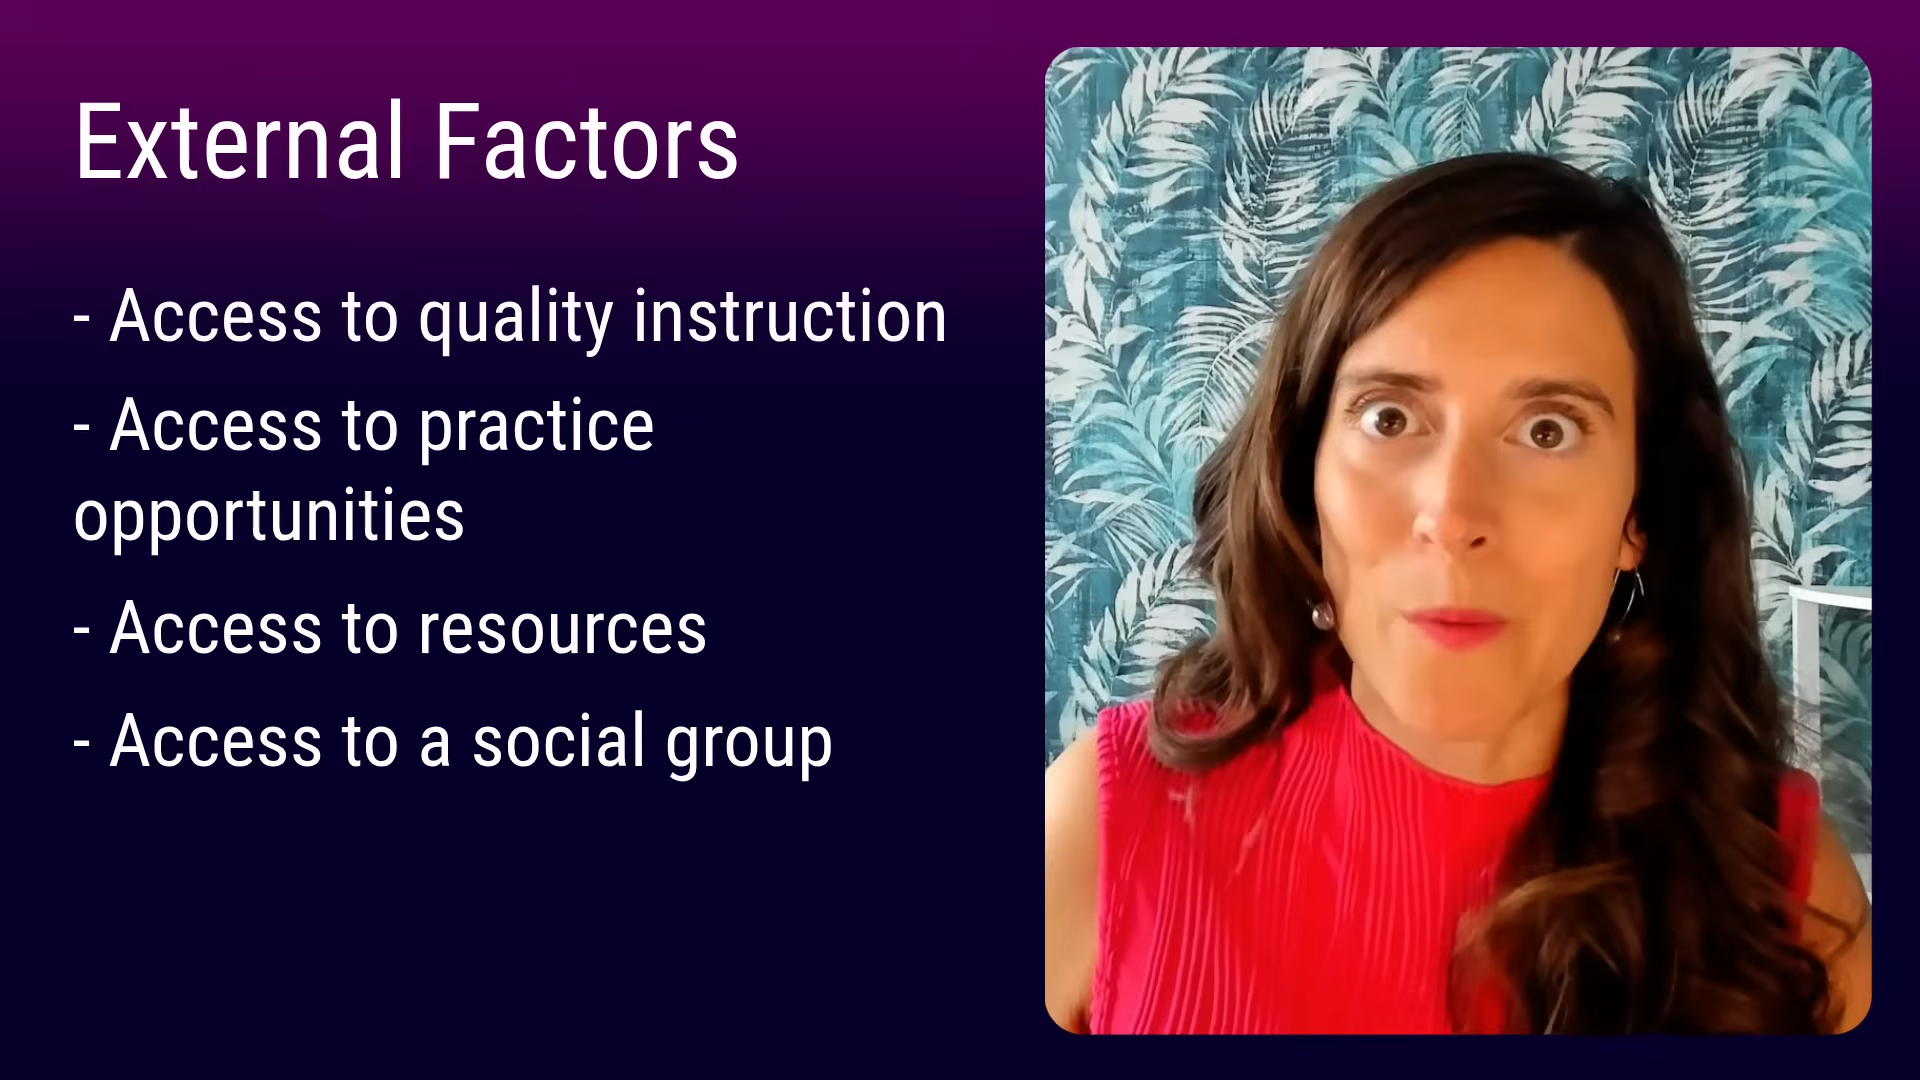 External Factors
- Access to quality instruction
- Access to practice
opportunities
- Access to resources
- Access to a social group